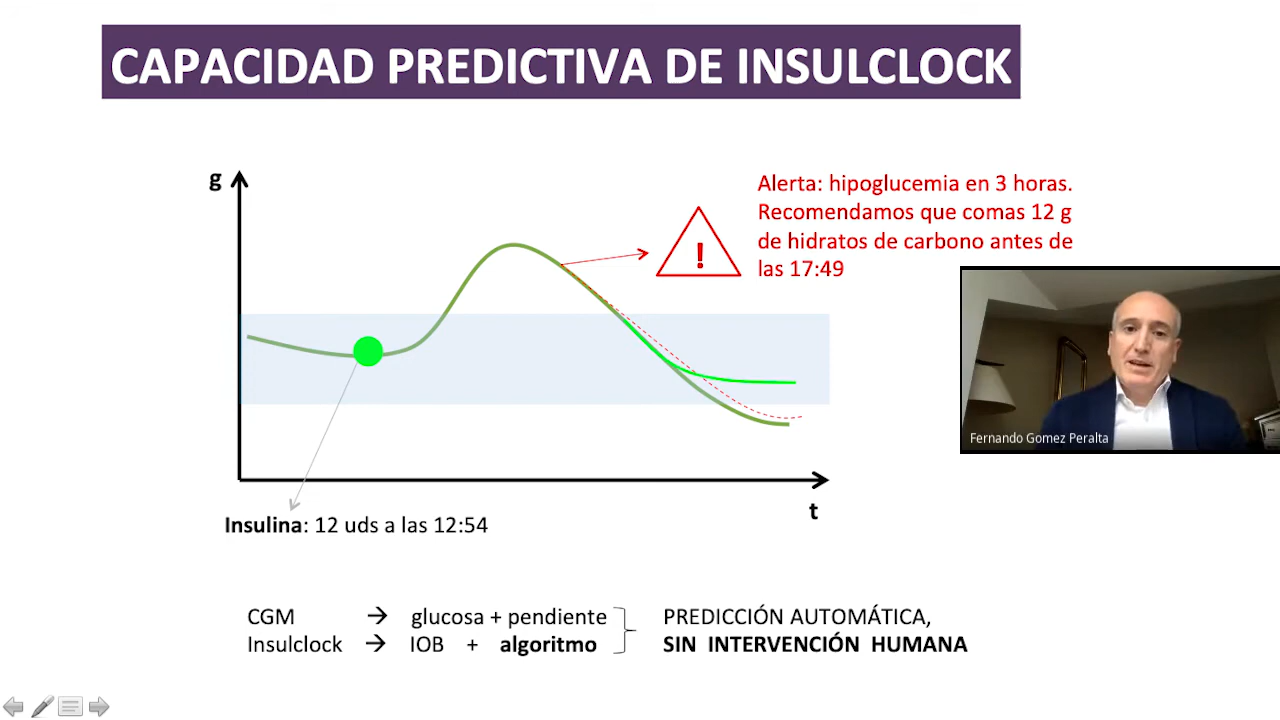 CAPACIDAD PREDICTIVA DE INSULCLOCK
g
Alerta: hipoglucemia en 3 horas.
Recomendamos que comas 12 g
de hidratos de carbono antes de
las 17:49
!
Fernando Gomez Peralta
t
Insulina: 12 uds a las 12:54
CGM → glucosa + pendiente
Insulclock → IOB + algoritmo
PREDICCIÓN AUTOMÁTICA,
SIN INTERVENCIÓN HUMANA